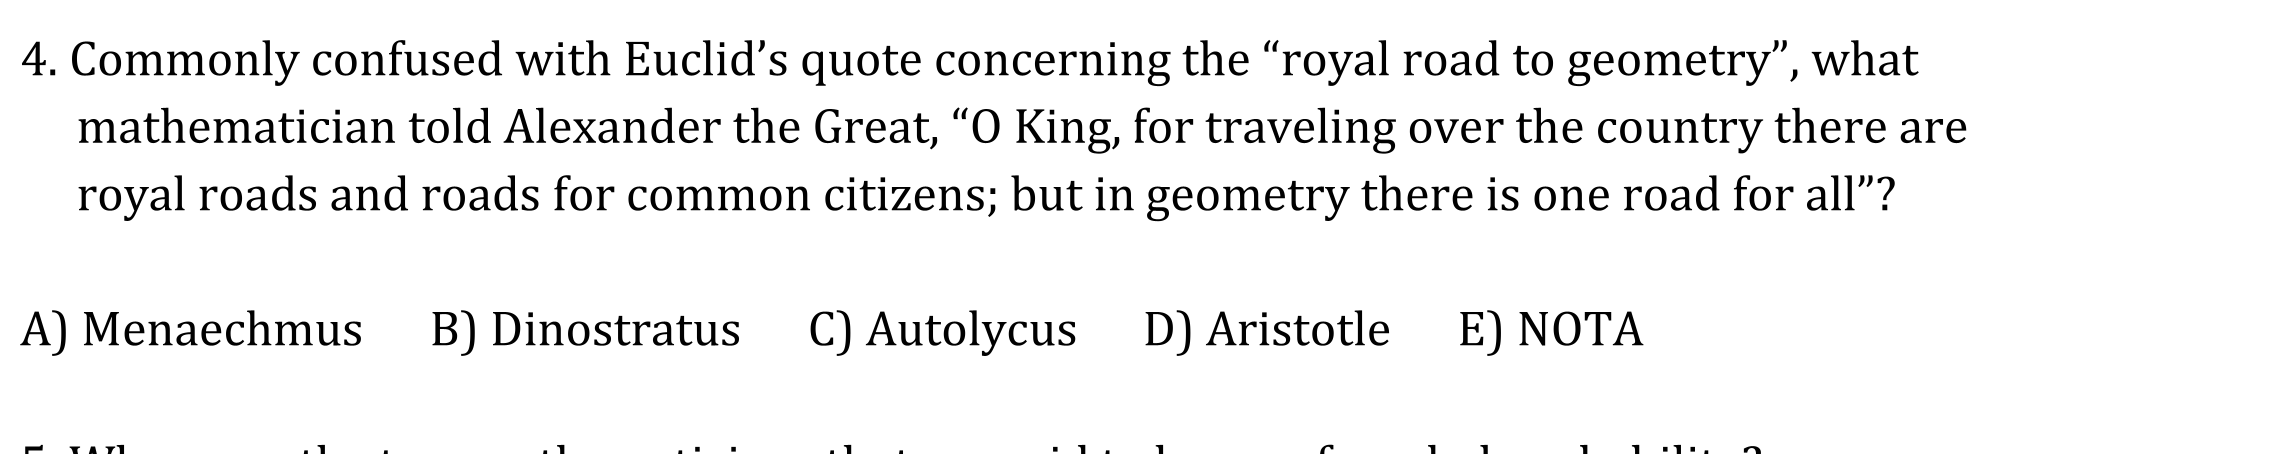 4. Commonly confused with Euclid’s quote concerning the “royal road to geometry”, what
mathematician told Alexander the Great, “O King, for traveling over the country there are
royal roads and roads for common citizens; but in geometry there is one road for all”?
A) Menaechmus B) Dinostratus C) Autolycus D) Aristotle E) NOTA